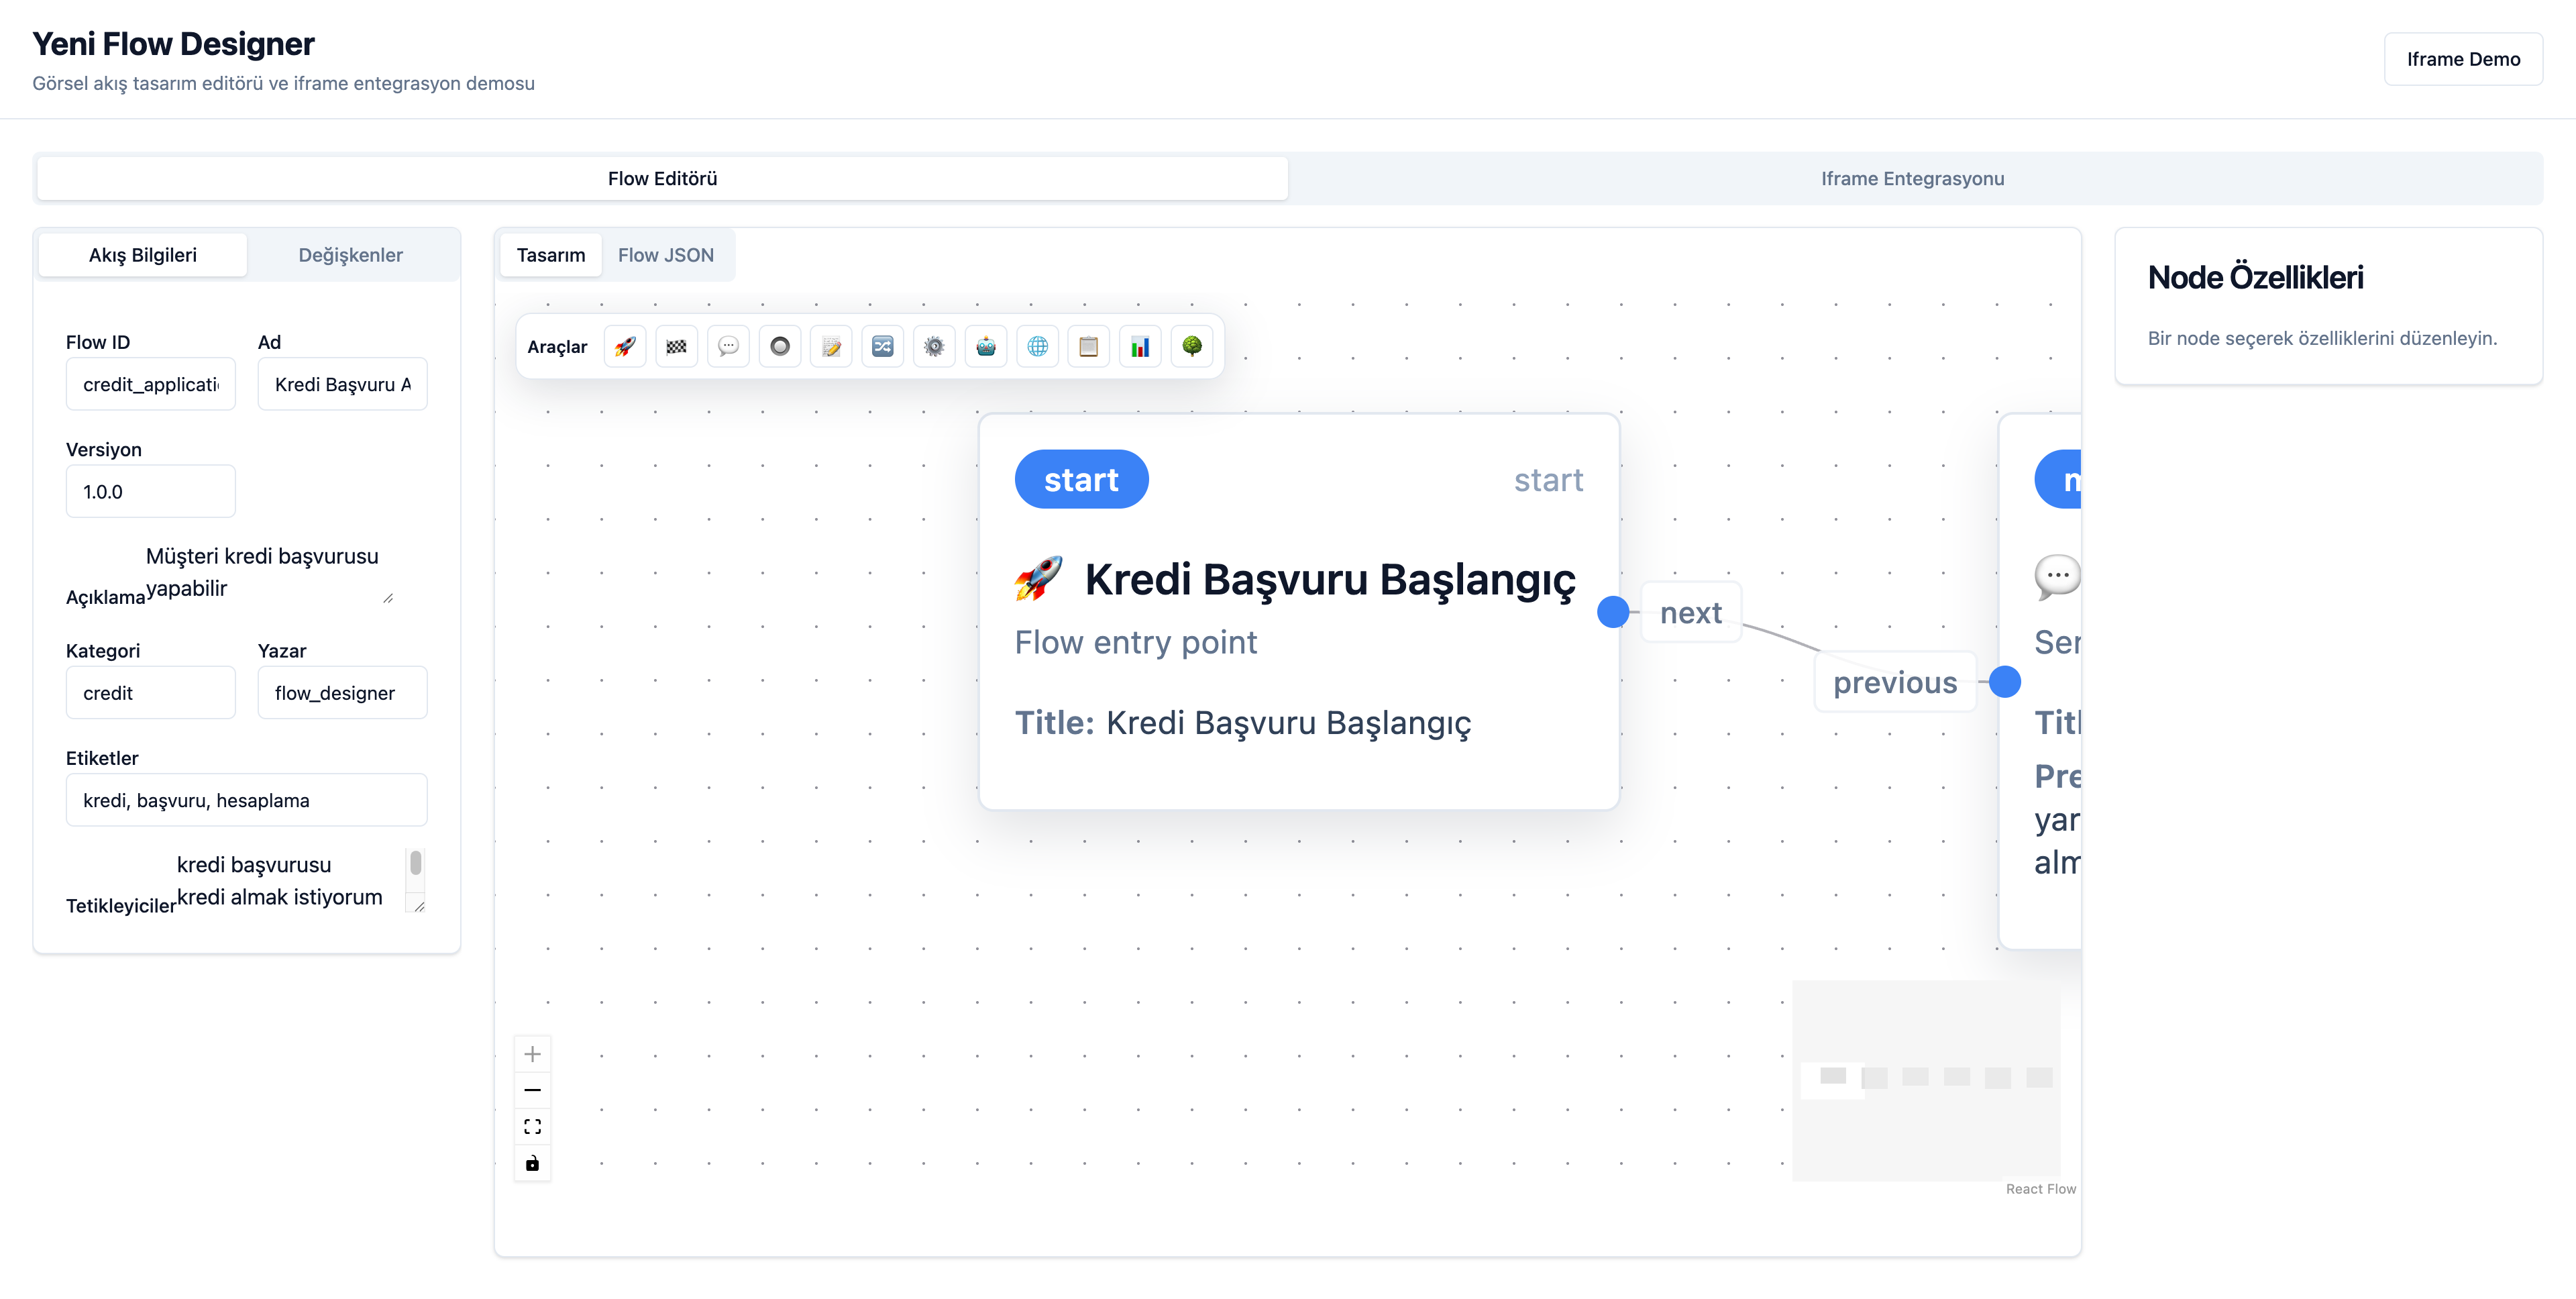 Yeni Flow Designer
Görsel akış tasarım editörü ve iframe entegrasyon demosu
Iframe Demo
Flow Editörü
Iframe Entegrasyonu
Akış Bilgileri
Değişkenler
Flow ID
Ad
credit_applicati
Kredi Başvuru A
Versiyon
1.0.0
Açıklama
Müşteri kredi başvurusu
yapabilir
Kategori
Yazar
credit
flow_designer
Etiketler
kredi, başvuru, hesaplama
Tetikleyiciler
kredi başvurusu
kredi almak istiyorum
Tasarım
Flow JSON
Araçlar
start
start
Kredi Başvuru Başlangıç
Flow entry point
Title: Kredi Başvuru Başlangıç
next
previous
Ser
Titl
Pre
yar
alm
React Flow
Node Özellikleri
Bir node seçerek özelliklerini düzenleyin.